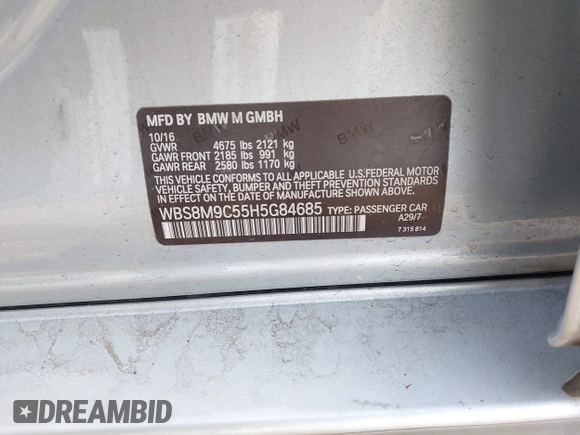 MFD BY BMW M GMBH
10/16
GVWR 4675 lbs 2121 kg
GAWR FRONT 2185 lbs 991 kg
GAWR REAR 2580 lbs 1170 kg
THIS VEHICLE CONFORMS TO ALL APPLICABLE U.S.FEDERAL MOTOR
VEHICLE SAFETY, BUMPER, AND THEFT PREVENTION STANDARDS
IN EFFECT ON THE DATE OF MANUFACTURE SHOWN ABOVE.
WBS8M9C55H5G84685 TYPE: PASSENGER CAR
A29/7
7 315 814
DREAMBID